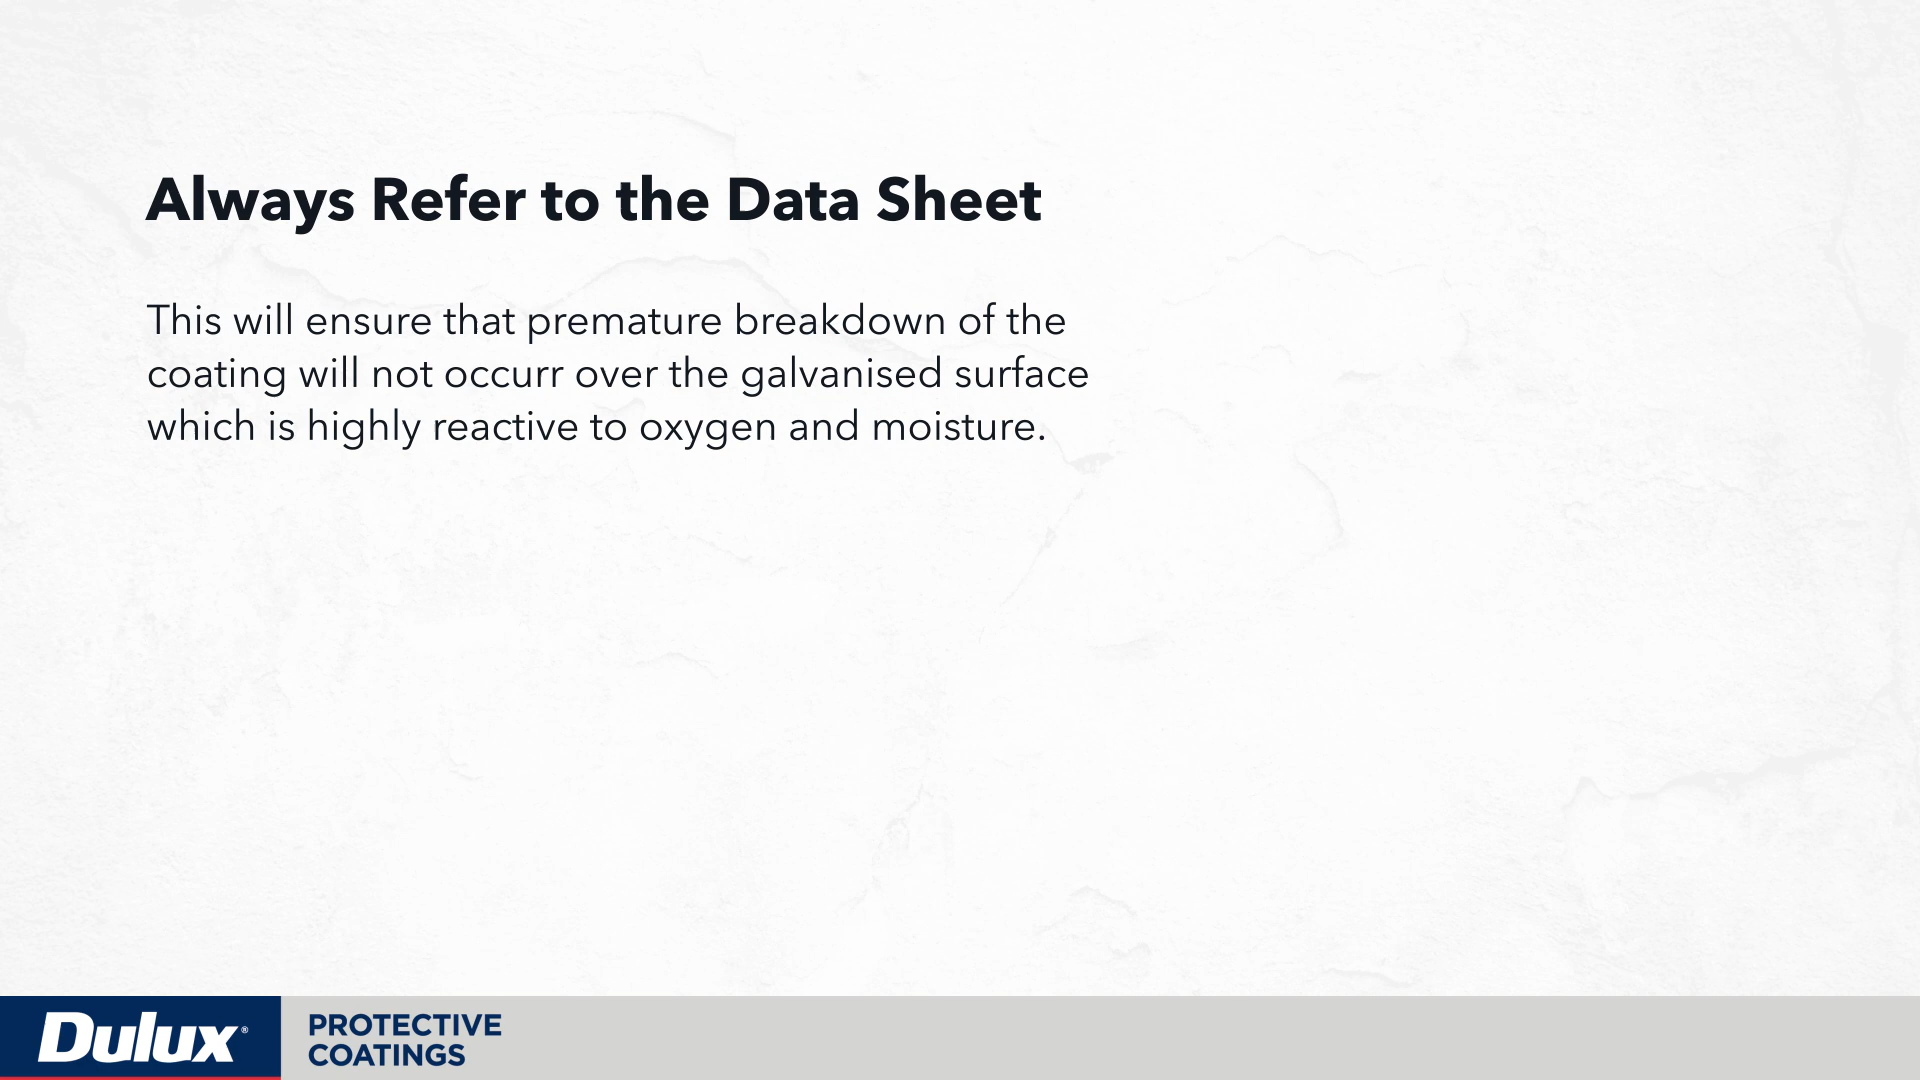 Always Refer to the Data Sheet
This will ensure that premature breakdown of the
coating will not occurr over the galvanised surface
which is highly reactive to oxygen and moisture.
Dulux®
PROTECTIVE
COATINGS